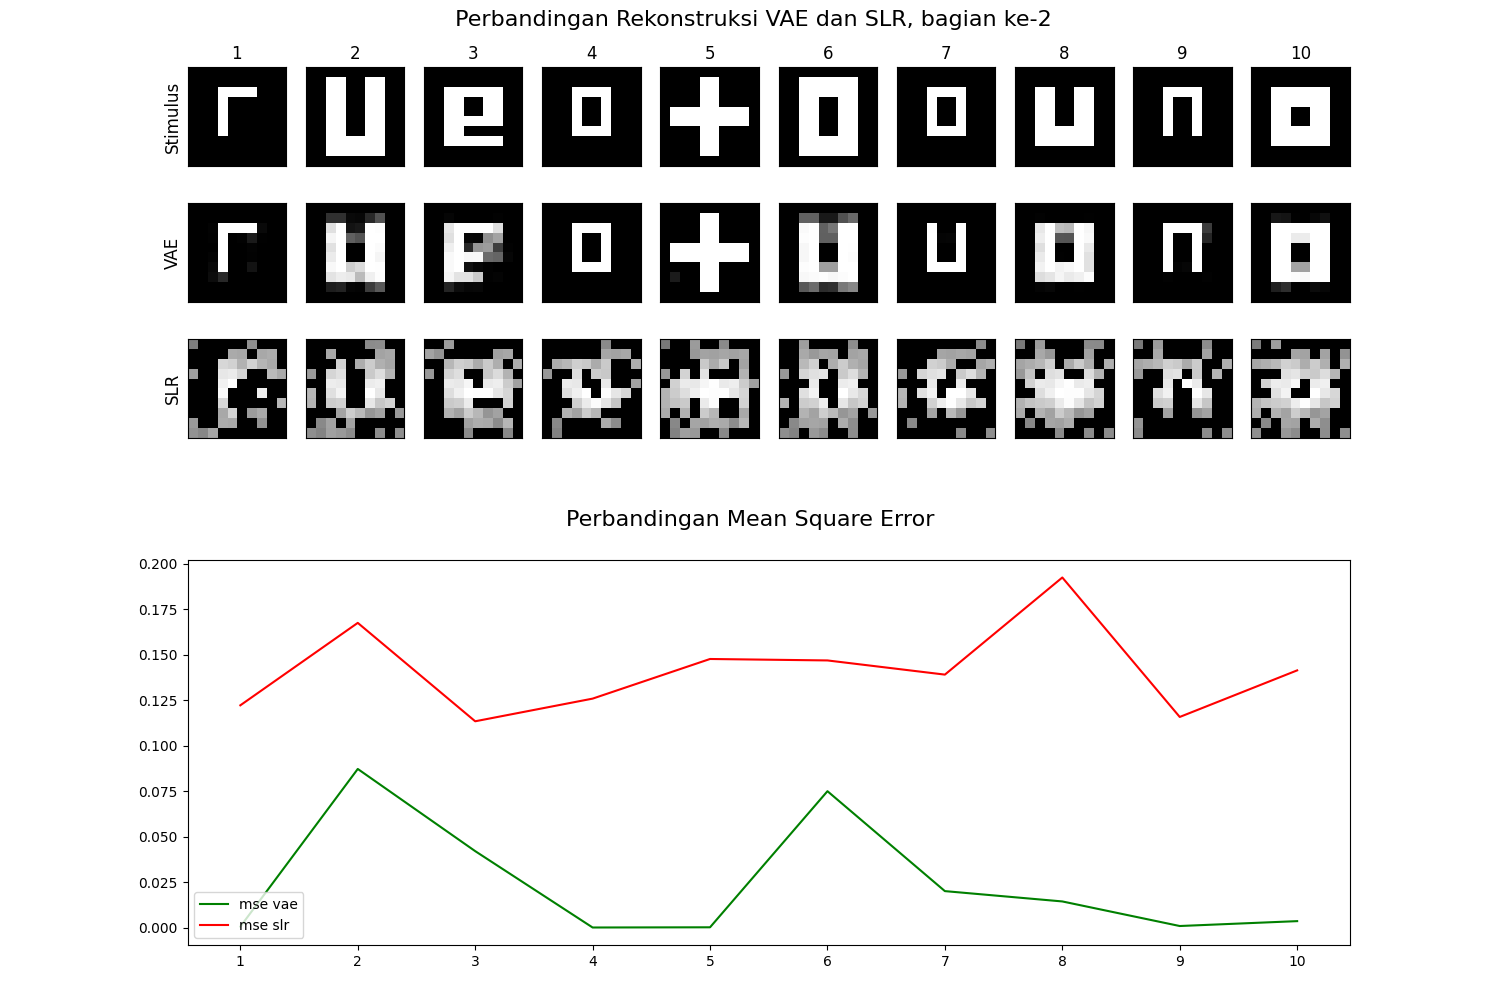 Perbandingan Rekonstruksi VAE dan SLR, bagian ke-2
1 2 3 4 5 6 7 8 9 10
Stimulus
VAE
SLR
Perbandingan Mean Square Error
0.200
0.175
0.150
0.125
0.100
0.075
0.050
0.025
0.000
mse vae
mse slr
1 2 3 4 5 6 7 8 9 10